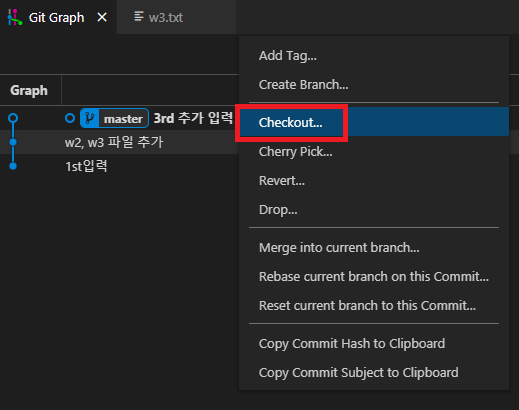 Git Graph
w3.txt
Graph
master 3rd 추가 입력
w2, w3 파일 추가
1st입력
Add Tag...
Create Branch...
Checkout...
Cherry Pick...
Revert...
Drop...
Merge into current branch...
Rebase current branch on this Commit...
Reset current branch to this Commit...
Copy Commit Hash to Clipboard
Copy Commit Subject to Clipboard